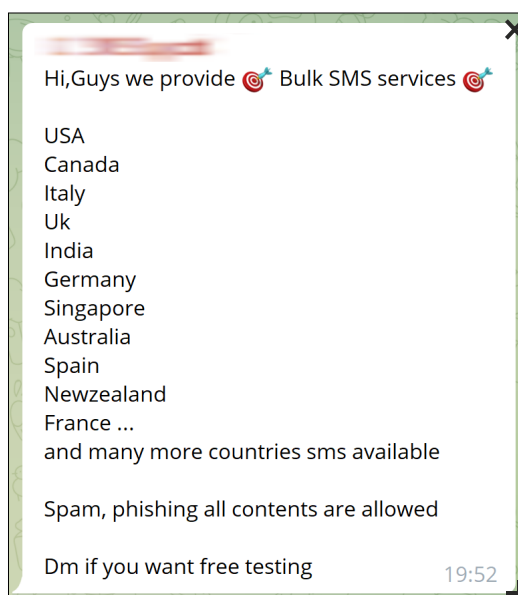 Hi,Guys we provide 🎯 Bulk SMS services 🎯
USA
Canada
Italy
Uk
India
Germany
Singapore
Australia
Spain
Newzealand
France ...
and many more countries sms available
Spam, phishing all contents are allowed
Dm if you want free testing
19:52